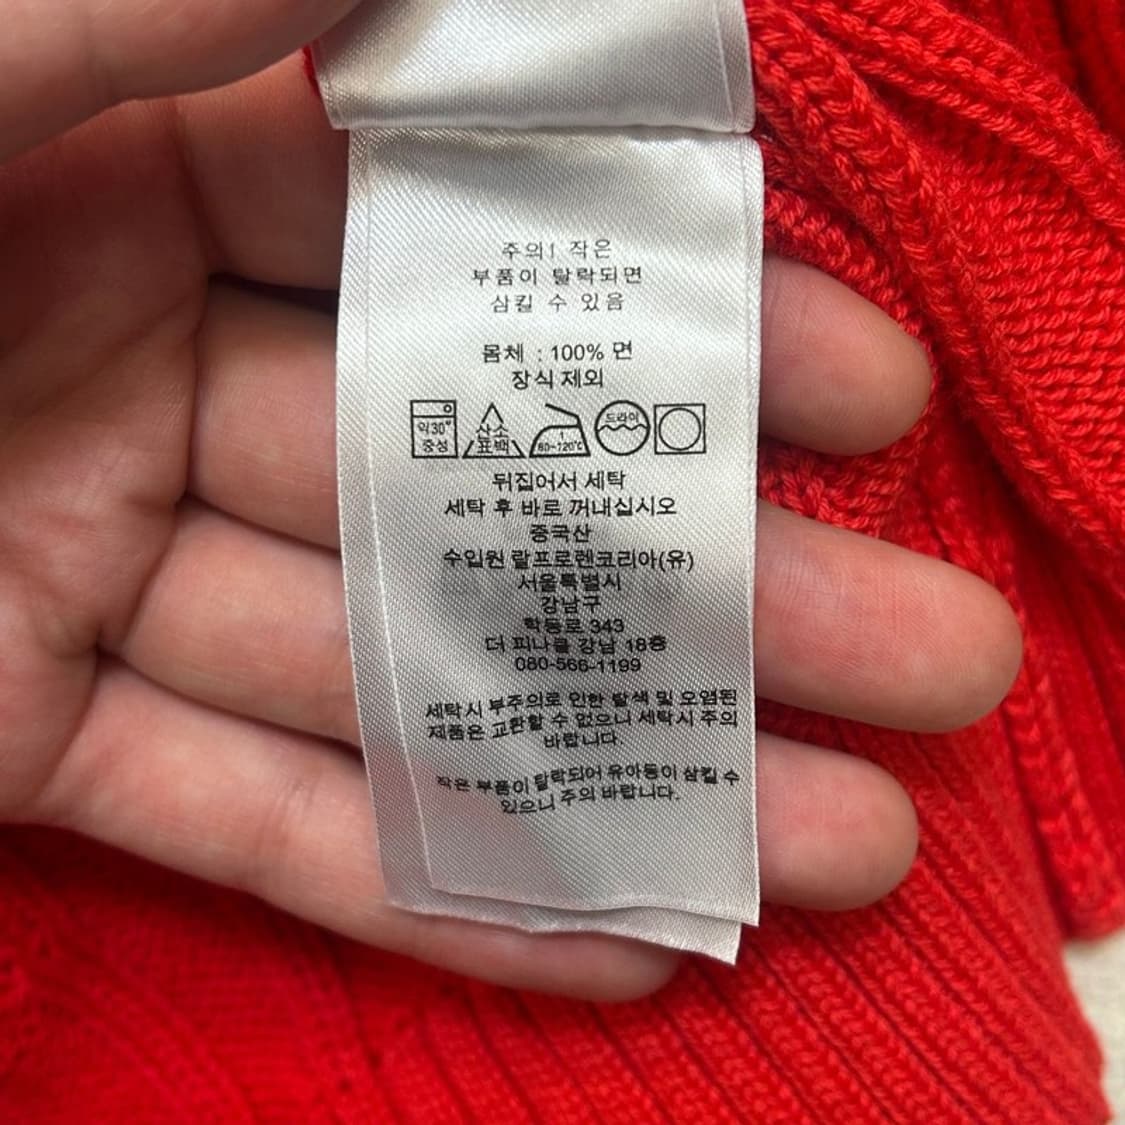 주의! 작은
부품이 탈락되면
삼킬 수 있음
몸체 : 100% 면
장식 제외
약30°
중성
산소
표백
1
80~120℃
드라이
뒤집어서 세탁
세탁 후 바로 꺼내십시오
중국산
수입원 랄프로렌코리아(유)
서울특별시
강남구
학동로 343
더 피나클 강남 18층
080-566-1199
세탁시 부주의로 인한 탈색 및 오염된
제품은 교환할 수 없으니 세탁시 주의
바랍니다.
작은 부품이 탈락되어 유아동이 삼킬 수
있으니 주의 바랍니다.